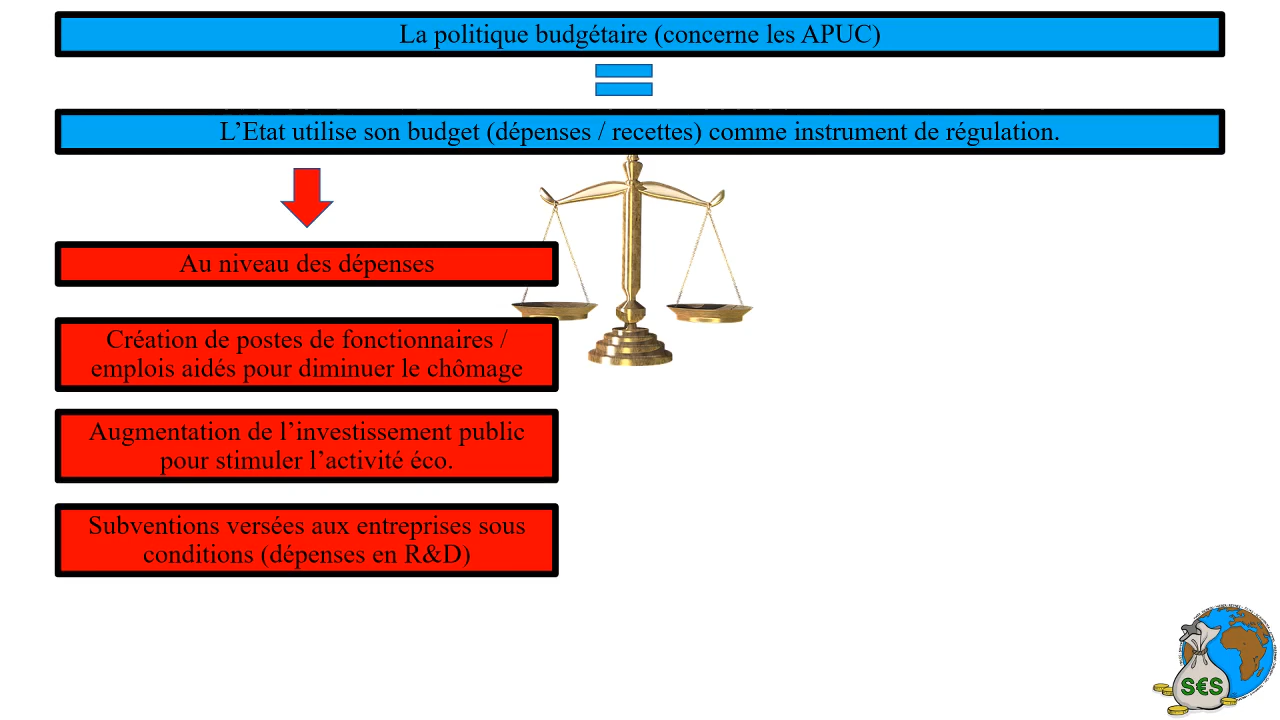 La politique budgétaire (concerne les APUC)
L’Etat utilise son budget (dépenses / recettes) comme instrument de régulation.
Au niveau des dépenses
Création de postes de fonctionnaires /
emplois aidés pour diminuer le chômage
Augmentation de l’investissement public
pour stimuler l’activité éco.
Subventions versées aux entreprises sous
conditions (dépenses en R&D)
S€S